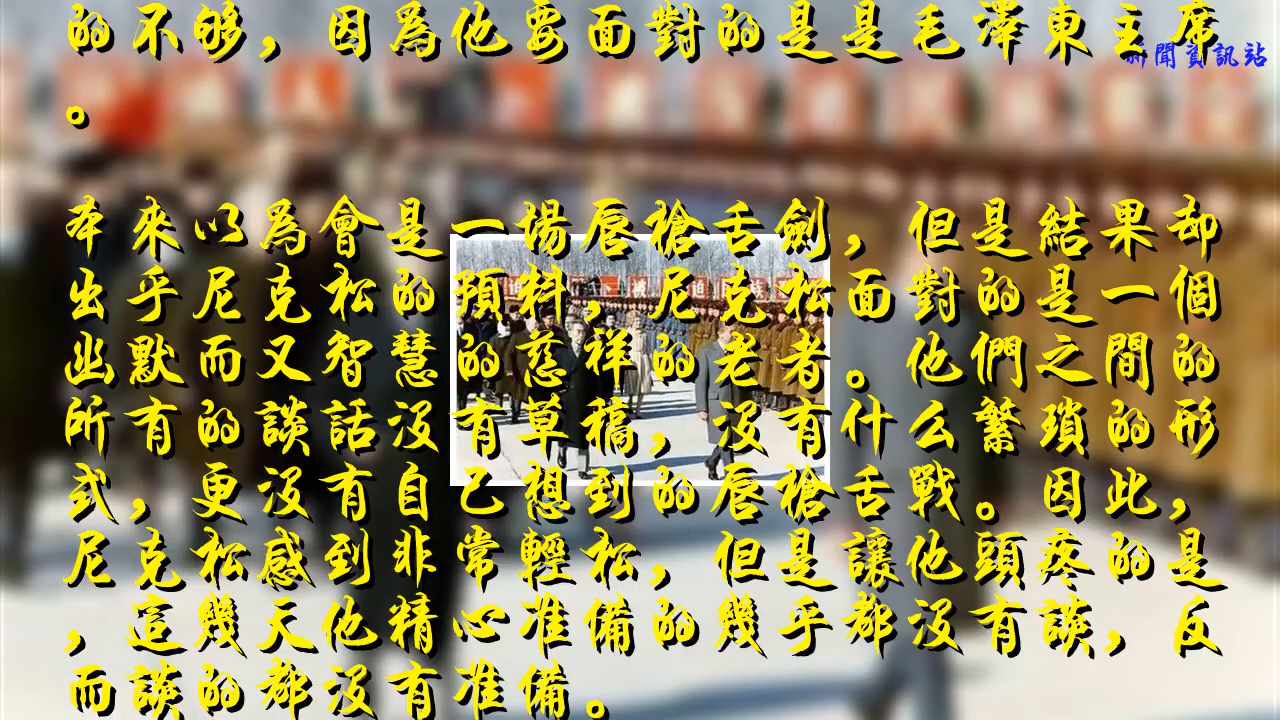 的不够，因為他要面對的是是毛澤東主席
新聞資訊站
。
本來以為會是一場唇槍舌劍，但是結果却
出乎尼克松的預料，尼克松面對的是一個
幽默而又智慧的慈祥的老者。他們之間的
所有的談話沒有草稿，沒有什么繁瑣的形
式，更沒有自己想到的唇槍舌戰。因此，
尼克松感到非常輕松，但是讓他頭疼的是
，這幾天他精心准備的幾乎都沒有談，反
而談的都沒有准備。